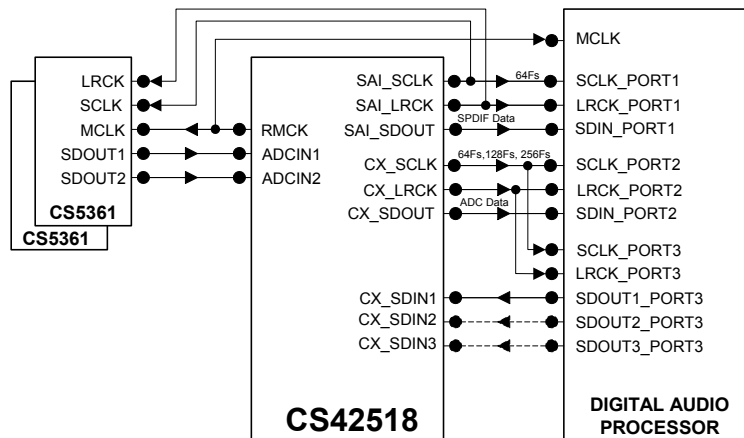 MCLK
LRCK
SCLK
MCLK
SDOUT1
SDOUT2
CS5361
CS5361
RMCK
ADCIN1
ADCIN2
SAI_SCLK
SAI_LRCK
SAI_SDOUT
CX_SCLK
CX_LRCK
CX_SDOUT
CX_SDIN1
CX_SDIN2
CX_SDIN3
CS42518
64Fs
SPDIF Data
64Fs,128Fs, 256Fs
ADC Data
SCLK_PORT1
LRCK_PORT1
SDIN_PORT1
SCLK_PORT2
LRCK_PORT2
SDIN_PORT2
SCLK_PORT3
LRCK_PORT3
SDOUT1_PORT3
SDOUT2_PORT3
SDOUT3_PORT3
DIGITAL AUDIO
PROCESSOR